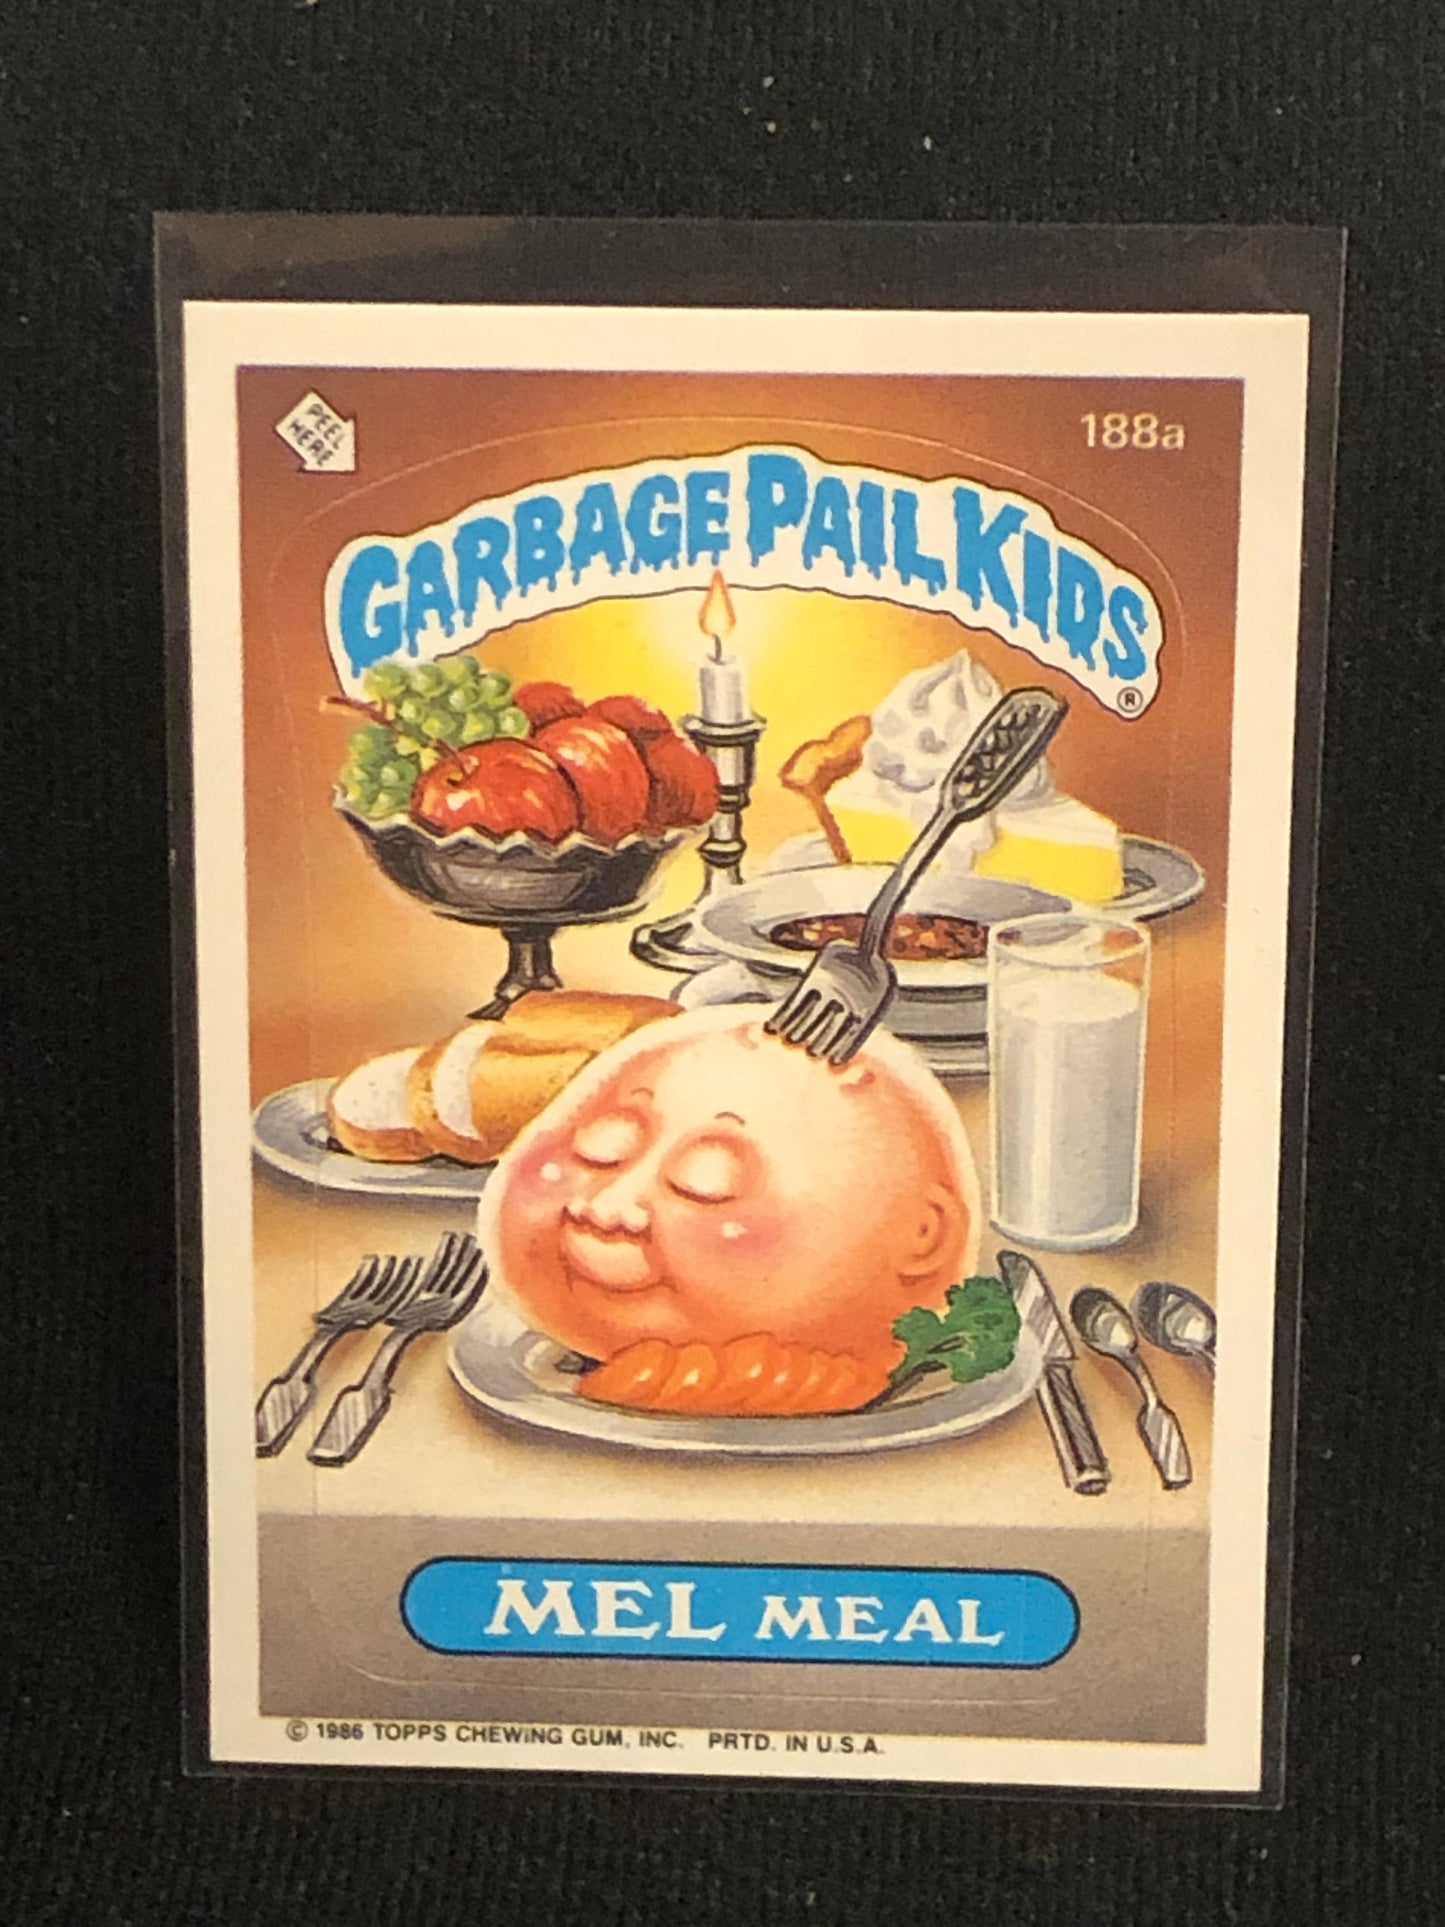 PEEL
HERE
188a
GARBAGE PAIL KIDS
®
MEL MEAL
© 1986 TOPPS CHEWING GUM, INC. PRTD. IN U.S.A.